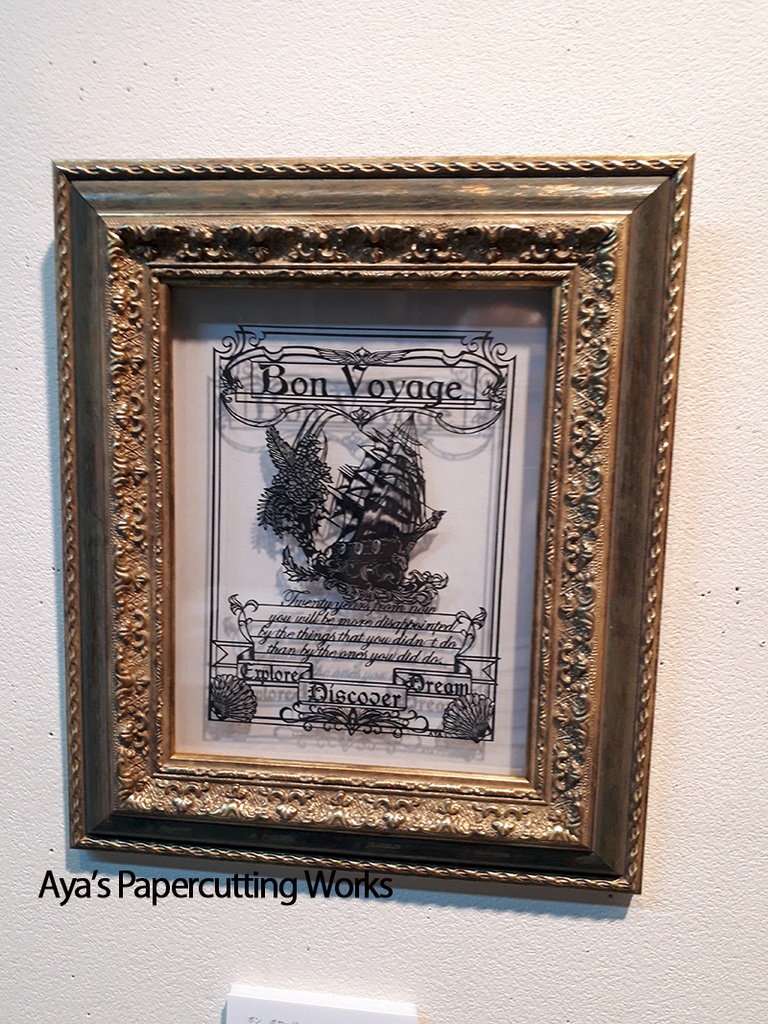 Bon Voyage
Twenty years from now
you will be more disappointed
by the things that you didn't do
than by the ones you did do.
Explore
Discover
Dream
Aya's Papercutting Works